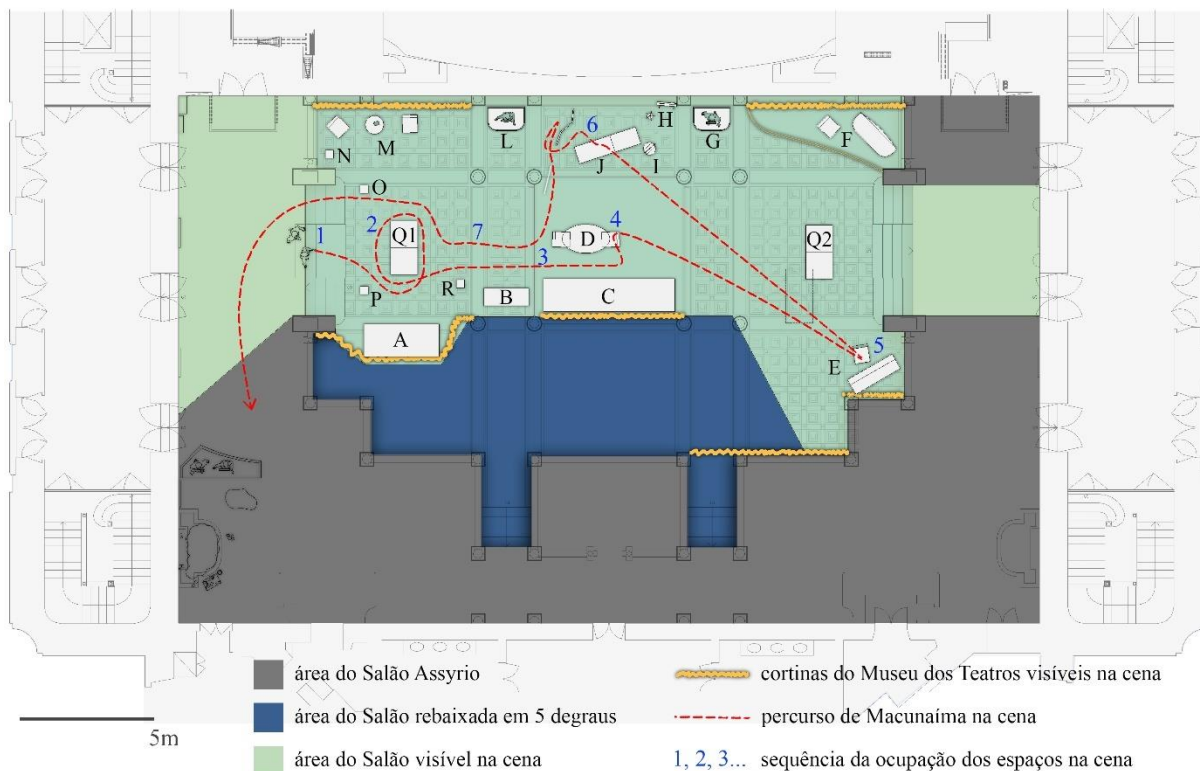 H
6
G
F
J
I
N
M
L
O
1
2
Q1
7
4
D
Q2
3
P
R
B
C
A
5
E
área do Salão Assyrio
cortinas do Museu dos Teatros visíveis na cena
área do Salão rebaixada em 5 degraus
percurso de Macunaíma na cena
5m
área do Salão visível na cena
1, 2, 3... sequência da ocupação dos espaços na cena